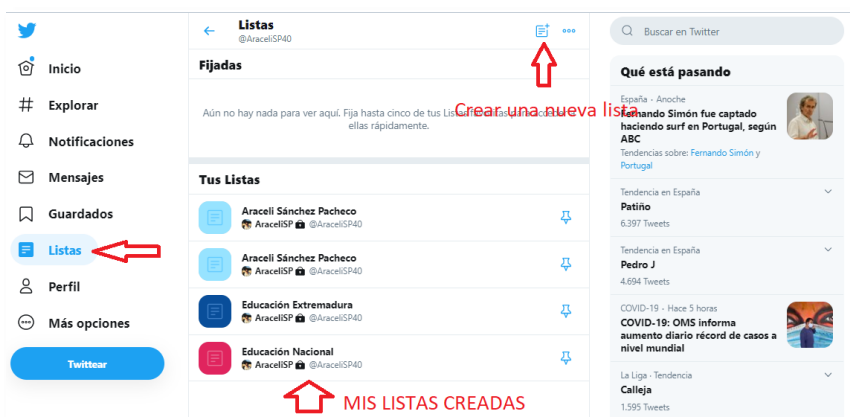 Inicio
Explorar
Notificaciones
Mensajes
Guardados
Listas
Perfil
Más opciones
Twittear
Listas
@AraceliSP40
Crear una nueva lista
Fijadas
Aún no hay nada para ver aquí. Fija hasta cinco de tus
ellas rápidamente.
Tus Listas
Araceli Sánchez Pacheco
AraceliSP @AraceliSP40
Araceli Sánchez Pacheco
AraceliSP @AraceliSP40
Educación Extremadura
AraceliSP @AraceliSP40
Educación Nacional
AraceliSP @AraceliSP40
MIS LISTAS CREADAS
Buscar en Twitter
Qué está pasando
España · Anoche
Fernando Simón fue captado
haciendo surf en Portugal, según
ABC
Tendencias sobre: Fernando Simón y
Portugal
Tendencia en España
Patiño
6.397 Tweets
Tendencia en España
Pedro J
4.694 Tweets
COVID-19 · Hace 5 horas
COVID-19: OMS informa
aumento diario récord de casos a
nivel mundial
La Liga · Tendencia
Calleja
1.595 Tweets